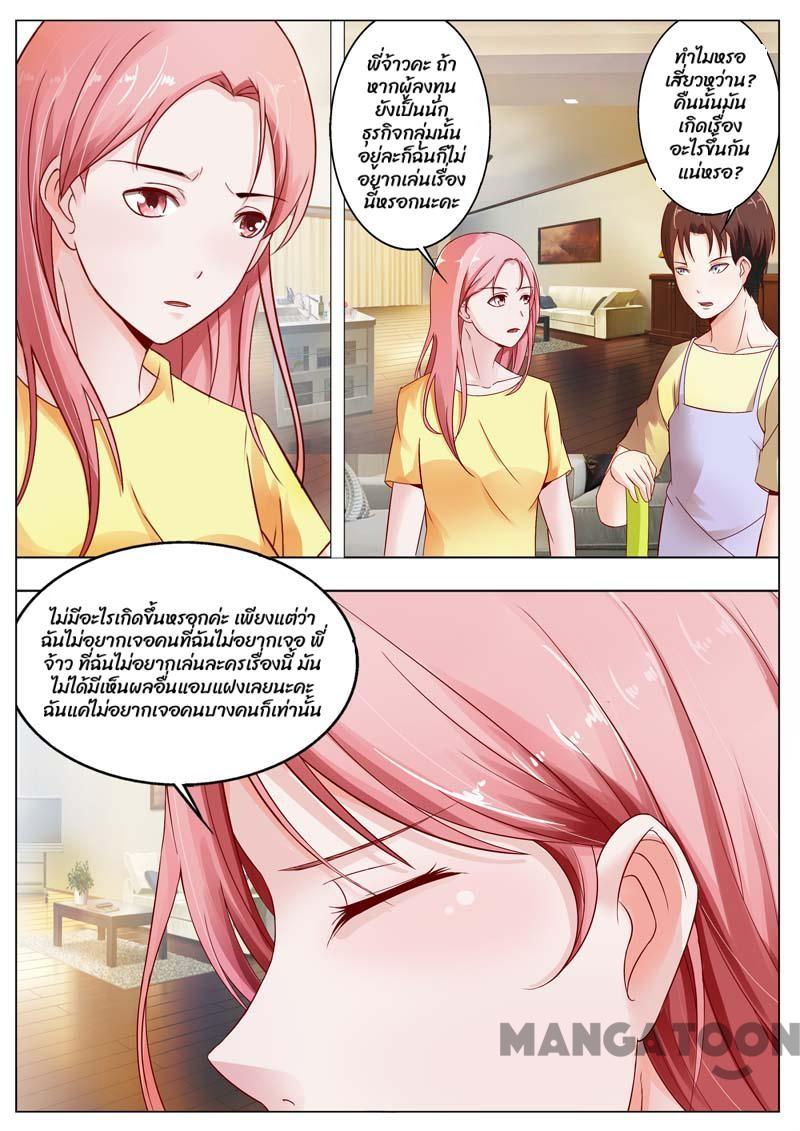 พี่จ้าวคะ ถ้า
หากผู้ลงทุน
ยังเป็นนัก
ธุรกิจกลุ่มนั้น
อยู่ละก็ฉันก็ไม่
อยากเล่นเรื่อง
นี้หรอกนะคะ
ทำไมหรอ
เสี่ยวหว่าน?
คืนนั้นมัน
เกิดเรื่อง
อะไรขึ้นกัน
แน่หรอ?
ไม่มีอะไรเกิดขึ้นหรอกค่ะ เพียงแต่ว่า
ฉันไม่อยากเจอคนที่ฉันไม่อยากเจอ พี่
จ้าว ที่ฉันไม่อยากเล่นละครเรื่องนี้ มัน
ไม่ได้มีเห็นผลอื่นแอบแฝงเลยนะคะ
ฉันแค่ไม่อยากเจอคนบางคนก็เท่านั้น
MANGATOON